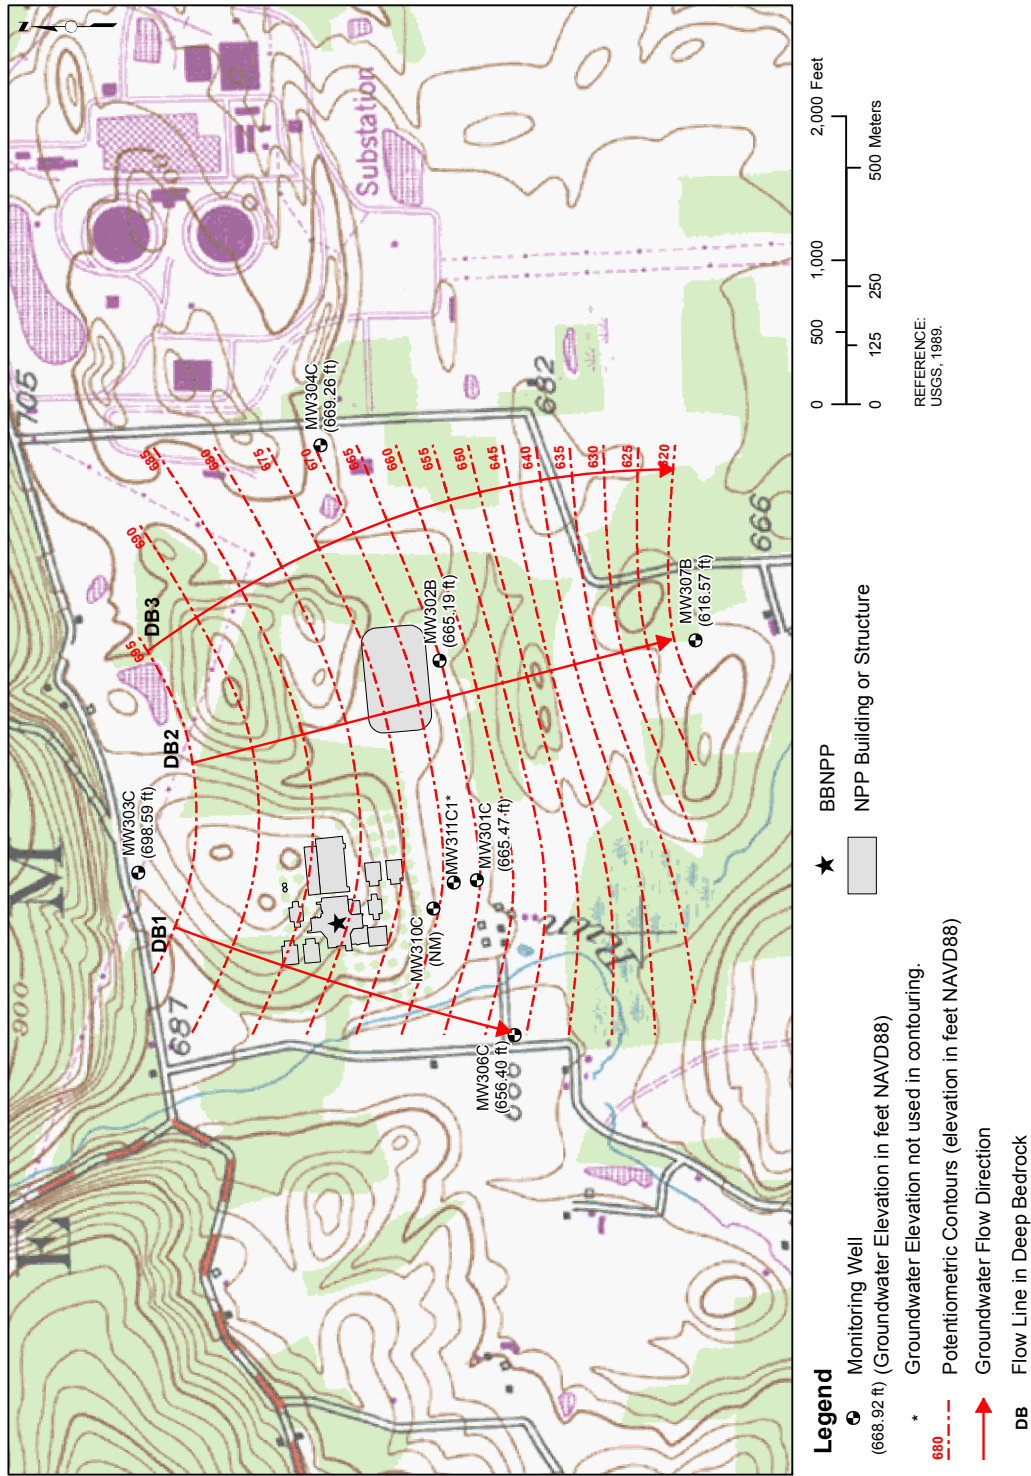 N
705
Substation
DB3
DB2
DB1
MW303C
(698.59 ft)
MW304C
(669.26 ft)
MW302B
(665.19 ft)
MW307B
(616.57 ft)
MW311C1*
MW301C
(665.47 ft)
MW310C
(NM)
MW306C
(656.40 ft)
695
690
685
680
675
670
665
660
655
650
645
640
635
630
625
620
682
666
687
900
M
E
Run
Legend
Monitoring Well
(668.92 ft) (Groundwater Elevation in feet NAVD88)
* Groundwater Elevation not used in contouring.
680 Potentiometric Contours (elevation in feet NAVD88)
Groundwater Flow Direction
DB Flow Line in Deep Bedrock
BBNPP
NPP Building or Structure
0 500 1,000 2,000 Feet
0 125 250 500 Meters
REFERENCE:
USGS, 1989.